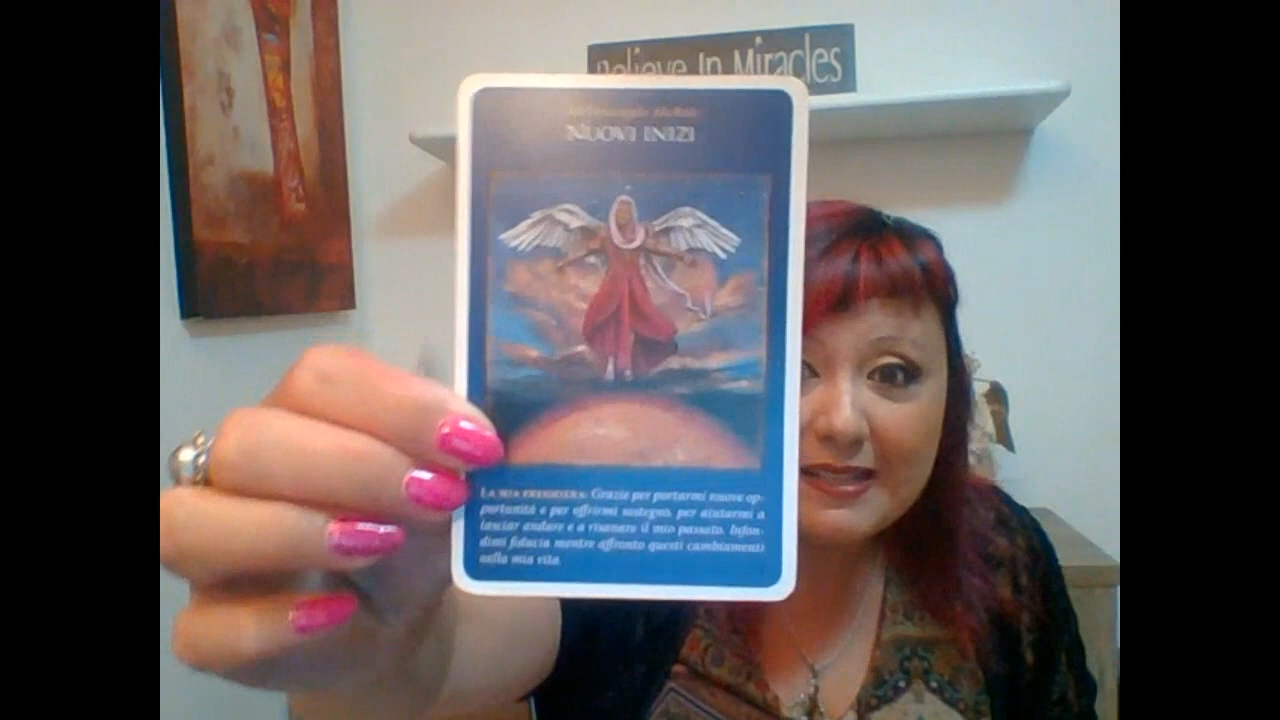 Believe In Miracles
NUOVI INIZI
LA MIA PREGHIERA: Grazie per portarmi nuove op-
portunità e per offrirmi sostegno, per aiutarmi a
lasciar andare e a risanare il mio passato. Infon-
dimi fiducia mentre affronto questi cambiamenti
nella mia vita.